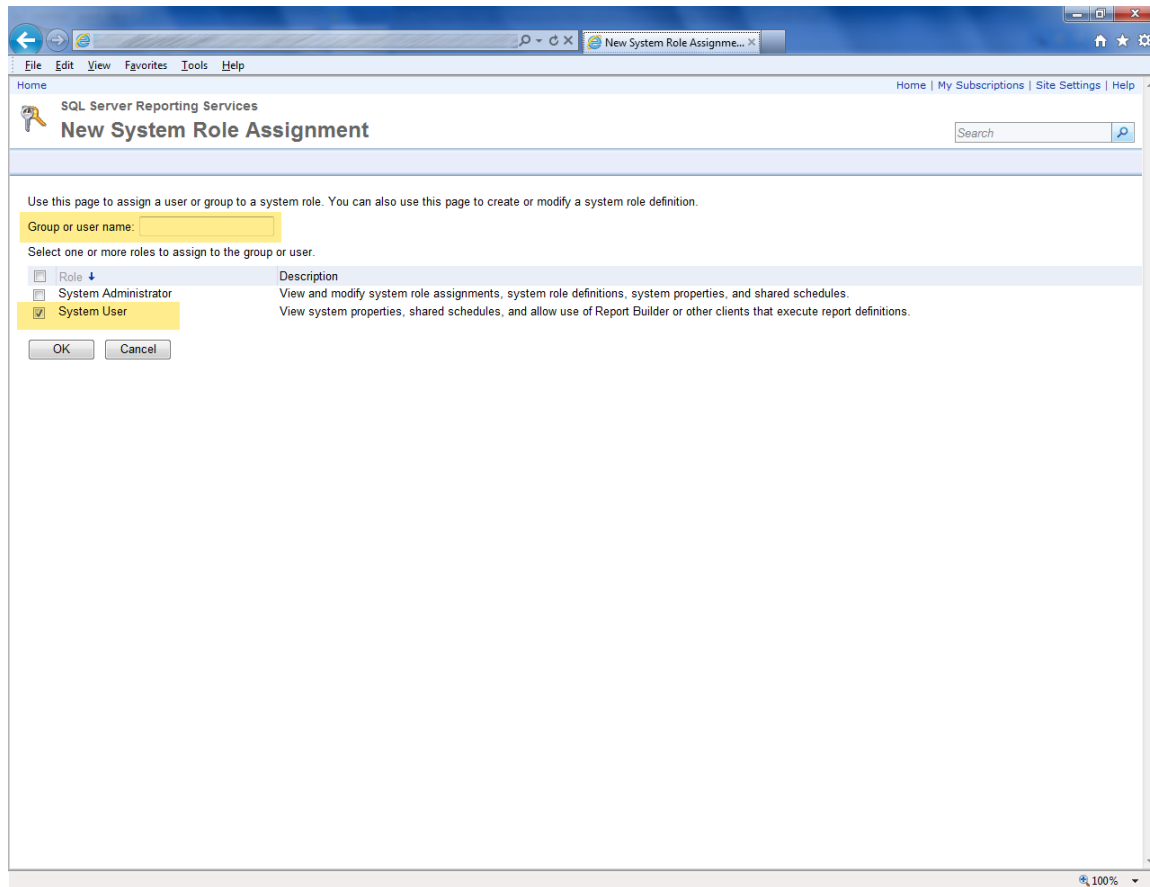 New System Role Assignme...
File Edit View Favorites Tools Help
Home
Home | My Subscriptions | Site Settings | Help
SQL Server Reporting Services
New System Role Assignment
Search
Use this page to assign a user or group to a system role. You can also use this page to create or modify a system role definition.
Group or user name:
Select one or more roles to assign to the group or user.
Role Description
System Administrator View and modify system role assignments, system role definitions, system properties, and shared schedules.
System User View system properties, shared schedules, and allow use of Report Builder or other clients that execute report definitions.
OK Cancel
100%